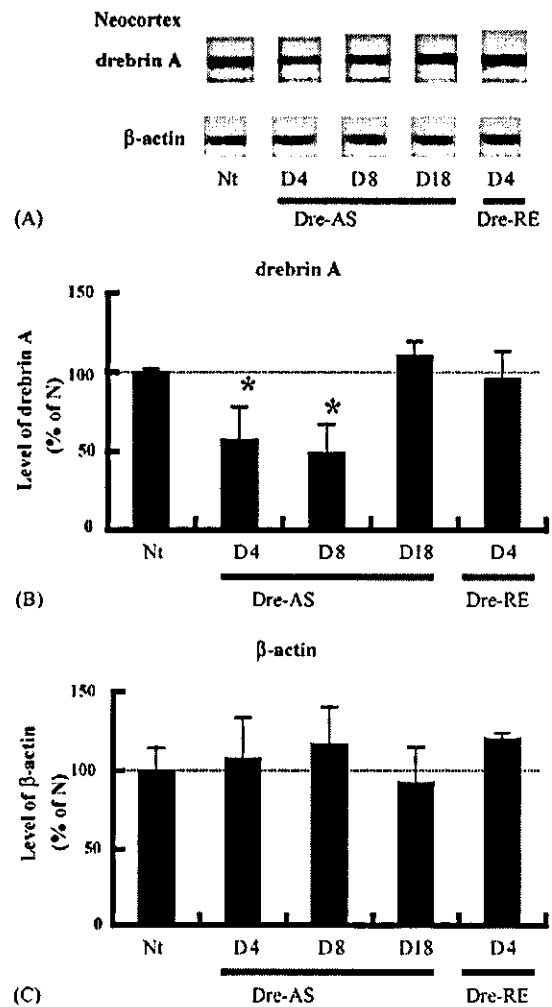 Neocortex
drebrin A
β-actin
Nt D4 D8 D18 D4
Dre-AS Dre-RE
(A)
drebrin A
Level of drebrin A
(% of N)
150
100
50
0
* *
Nt D4 D8 D18 D4
Dre-AS Dre-RE
(B)
β-actin
Level of β-actin
(% of N)
150
100
50
0
Nt D4 D8 D18 D4
Dre-AS Dre-RE
(C)